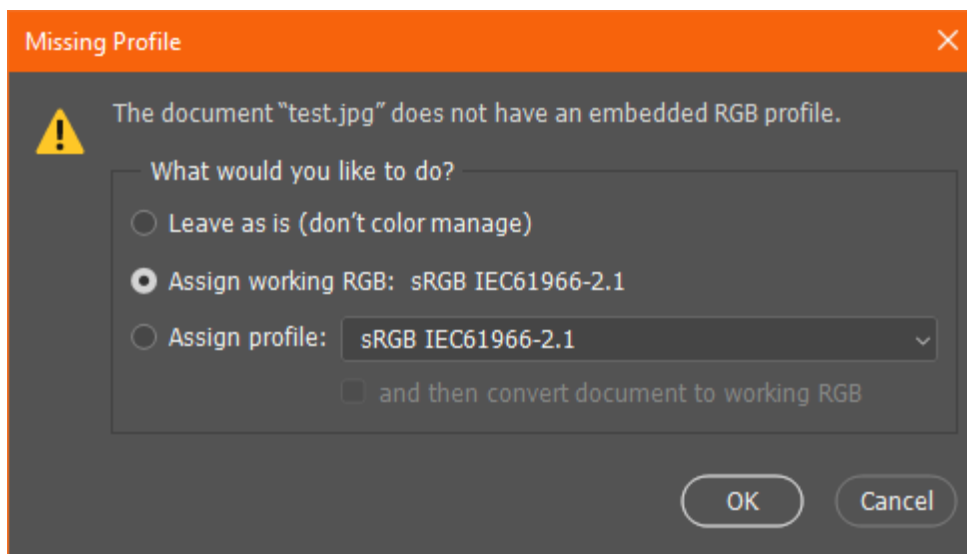 Missing Profile
The document “test.jpg” does not have an embedded RGB profile.
What would you like to do?
Leave as is (don’t color manage)
Assign working RGB: sRGB IEC61966-2.1
Assign profile: sRGB IEC61966-2.1
and then convert document to working RGB
OK Cancel